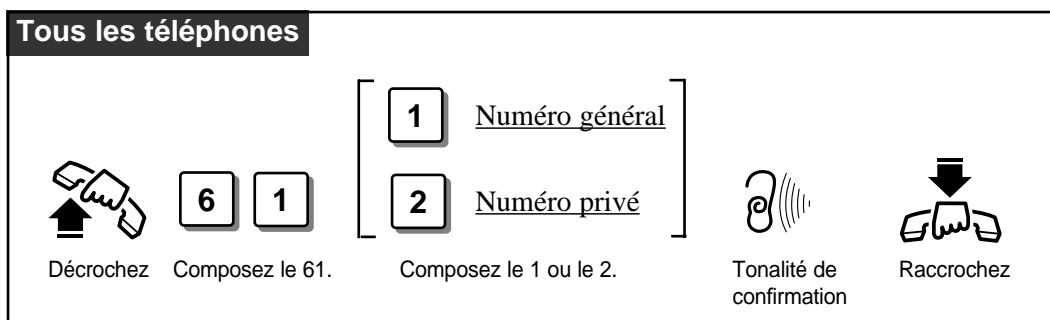 Tous les téléphones
1 Numéro général
6 1
2 Numéro privé
Décrochez
Composez le 61.
Composez le 1 ou le 2.
Tonalité de
confirmation
Raccrochez